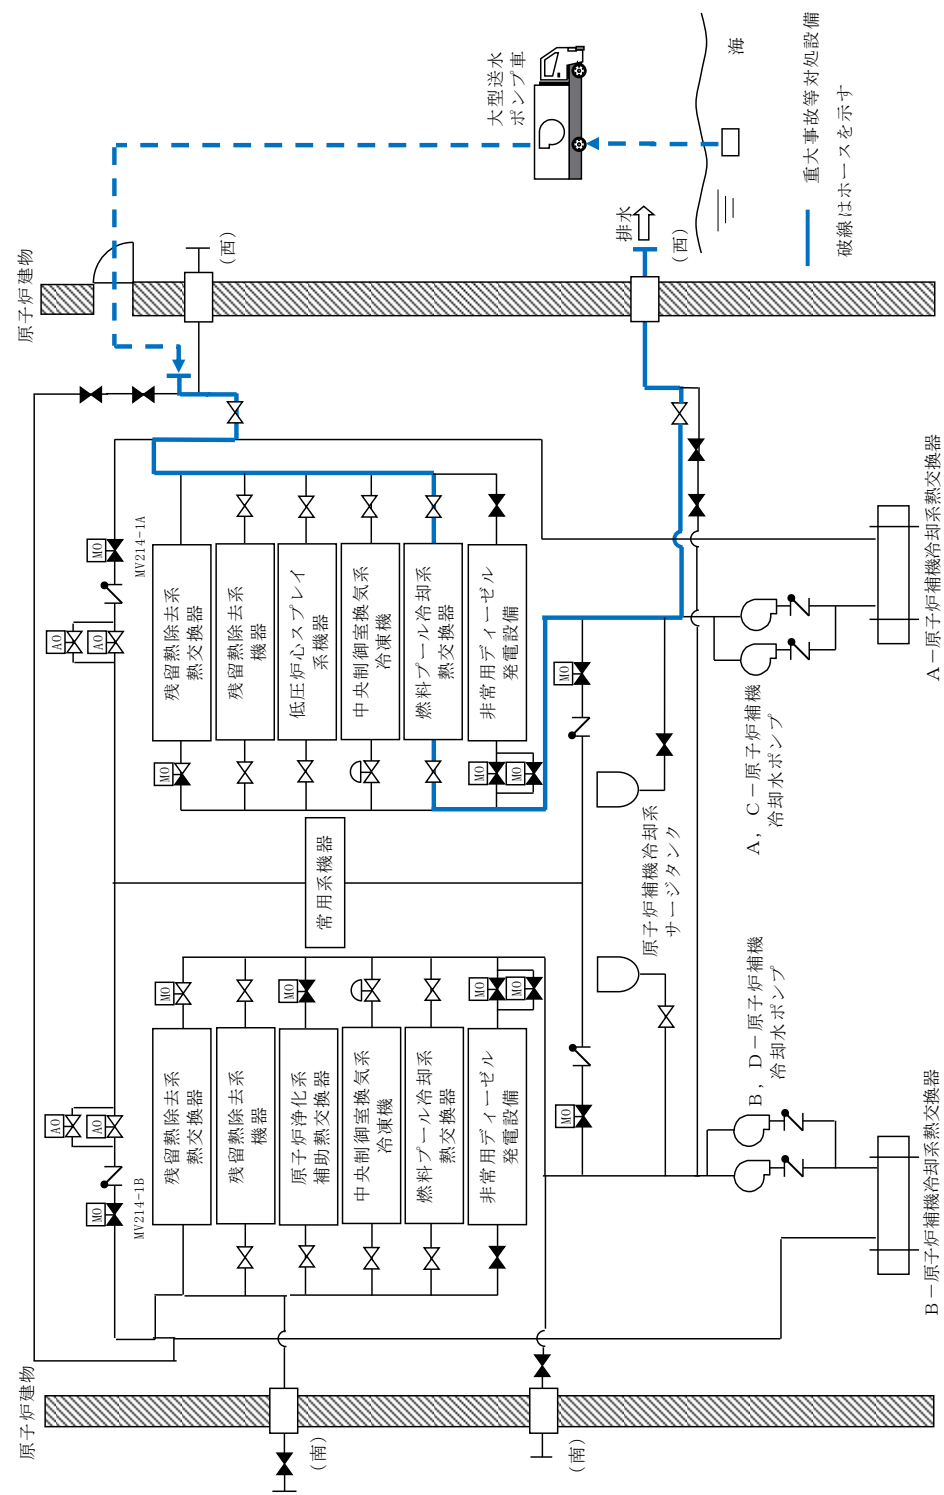 原子炉建物
(南)
(南)
MV214-1B
MO
AO
AO
残留熱除去系
熱交換器
残留熱除去系
機器
原子炉浄化系
補助熱交換器
中央制御室換気系
冷凍機
燃料プール冷却系
熱交換器
非常用ディーゼル
発電設備
MO
MO
MO
MO
MO
B-原子炉補機冷却系熱交換器
B,D-原子炉補機
冷却水ポンプ
常用系機器
原子炉補機冷却系
サージタンク
A,C-原子炉補機
冷却水ポンプ
A-原子炉補機冷却系熱交換器
AO
AO
MO
MV214-1A
MO
MO
MO
MO
残留熱除去系
熱交換器
残留熱除去系
機器
低圧炉心スプレイ
系機器
中央制御室換気系
冷凍機
燃料プール冷却系
熱交換器
非常用ディーゼル
発電設備
原子炉建物
(西)
排水
(西)
大型送水
ポンプ車
海
重大事故等対処設備
破線はホースを示す